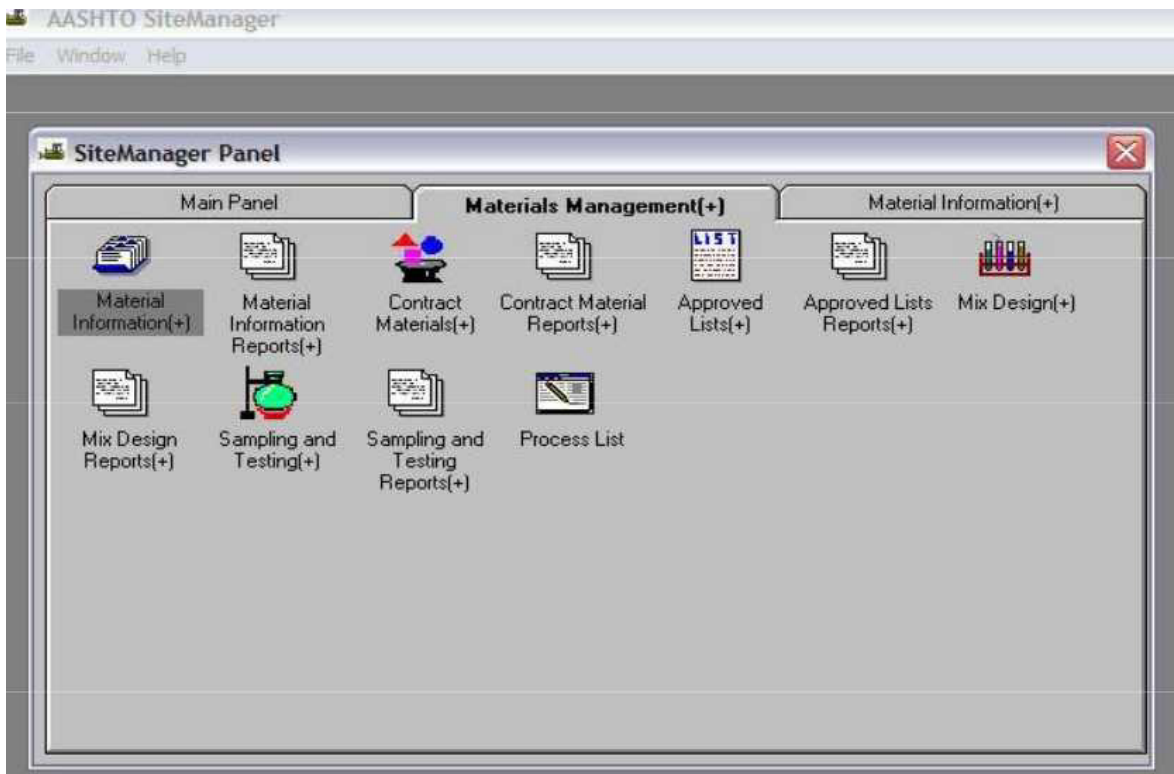 AASHTO SiteManager
File Window Help
SiteManager Panel
Main Panel
Materials Management(+)
Material Information(+)
Material
Information(+)
Material
Information
Reports(+)
Contract
Materials(+)
Contract Material
Reports(+)
LIST
Approved
Lists(+)
Approved Lists
Reports(+)
Mix Design(+)
Mix Design
Reports(+)
Sampling and
Testing(+)
Sampling and
Testing
Reports(+)
Process List